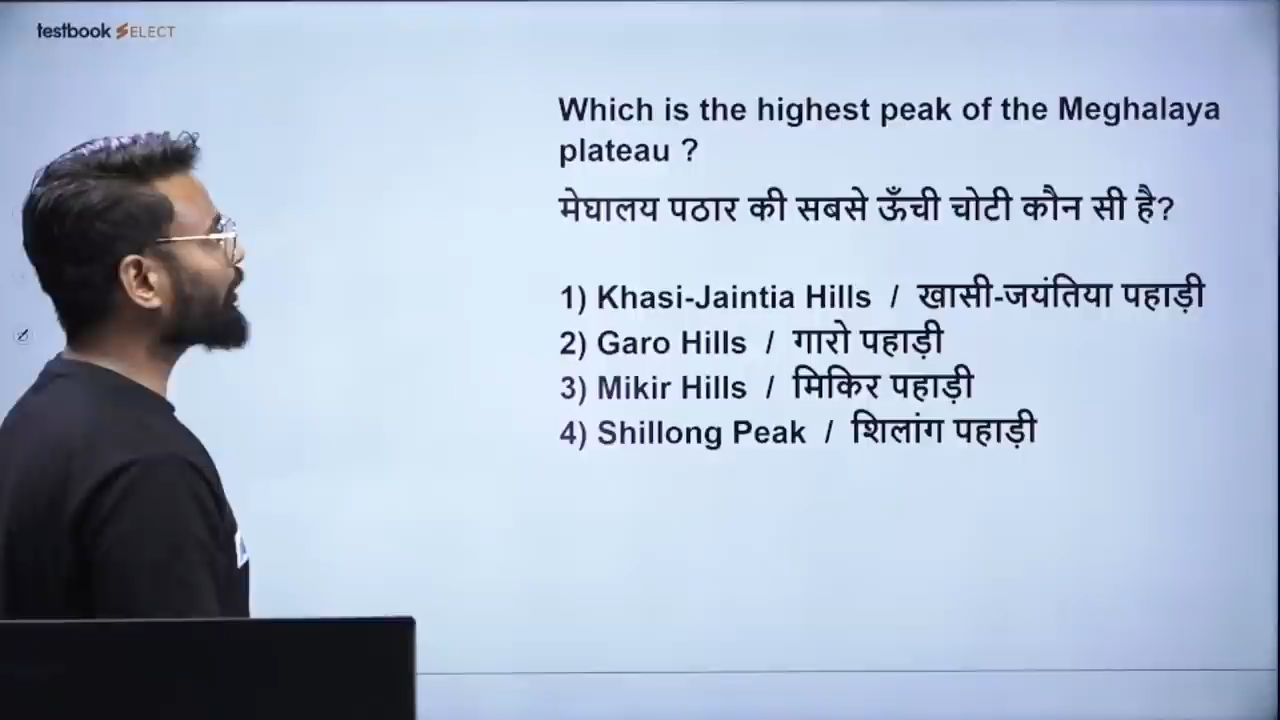 testbook SELECT
Which is the highest peak of the Meghalaya
plateau ?
मेघालय पठार की सबसे ऊँची चोटी कौन सी है?
1) Khasi-Jaintia Hills / खासी-जयंतिया पहाड़ी
2) Garo Hills / गारो पहाड़ी
3) Mikir Hills / मिकिर पहाड़ी
4) Shillong Peak / शिलांग पहाड़ी